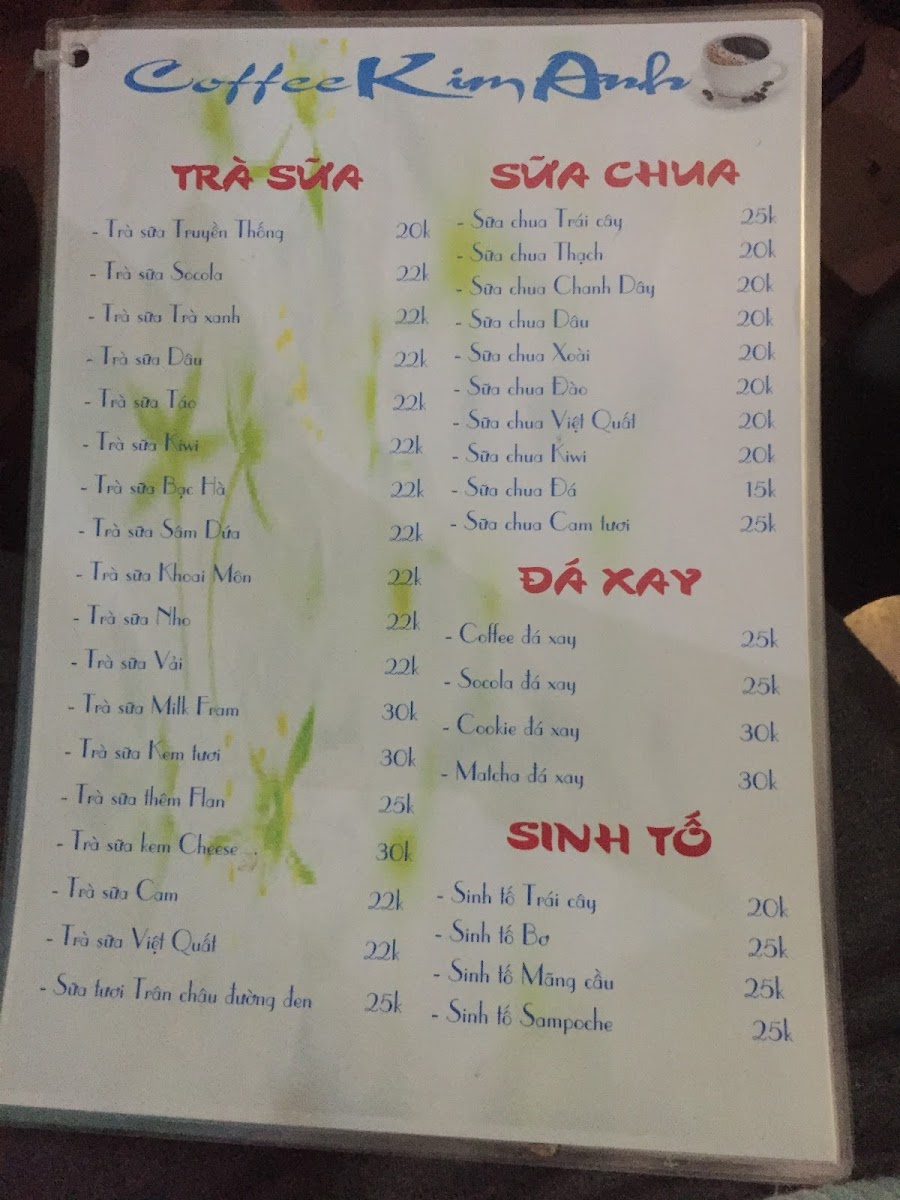 Coffee Kim Anh
TRÀ SỮA
- Trà sữa Truyền Thống 20k
- Trà sữa Socola 22k
- Trà sữa Trà xanh 22k
- Trà sữa Dâu 22k
- Trà sữa Táo 22k
- Trà sữa Kiwi 22k
- Trà sữa Bạc Hà 22k
- Trà sữa Sâm Dứa 22k
- Trà sữa Khoai Môn 22k
- Trà sữa Nho 22k
- Trà sữa Vải 22k
- Trà sữa Milk Fram 30k
- Trà sữa Kem tươi 30k
- Trà sữa thêm Flan 25k
- Trà sữa kem Cheese 30k
- Trà sữa Cam 22k
- Trà sữa Việt Quất 22k
- Sữa tươi Trân châu đường đen 25k
SỮA CHUA
- Sữa chua Trái cây 25k
- Sữa chua Thạch 20k
- Sữa chua Chanh Dây 20k
- Sữa chua Dâu 20k
- Sữa chua Xoài 20k
- Sữa chua Đào 20k
- Sữa chua Việt Quất 20k
- Sữa chua Kiwi 20k
- Sữa chua Đá 15k
- Sữa chua Cam tươi 25k
ĐÁ XAY
- Coffee đá xay 25k
- Socola đá xay 25k
- Cookie đá xay 30k
- Matcha đá xay 30k
SINH TỐ
- Sinh tố Trái cây 20k
- Sinh tố Bơ 25k
- Sinh tố Mãng cầu 25k
- Sinh tố Sampoche 25k